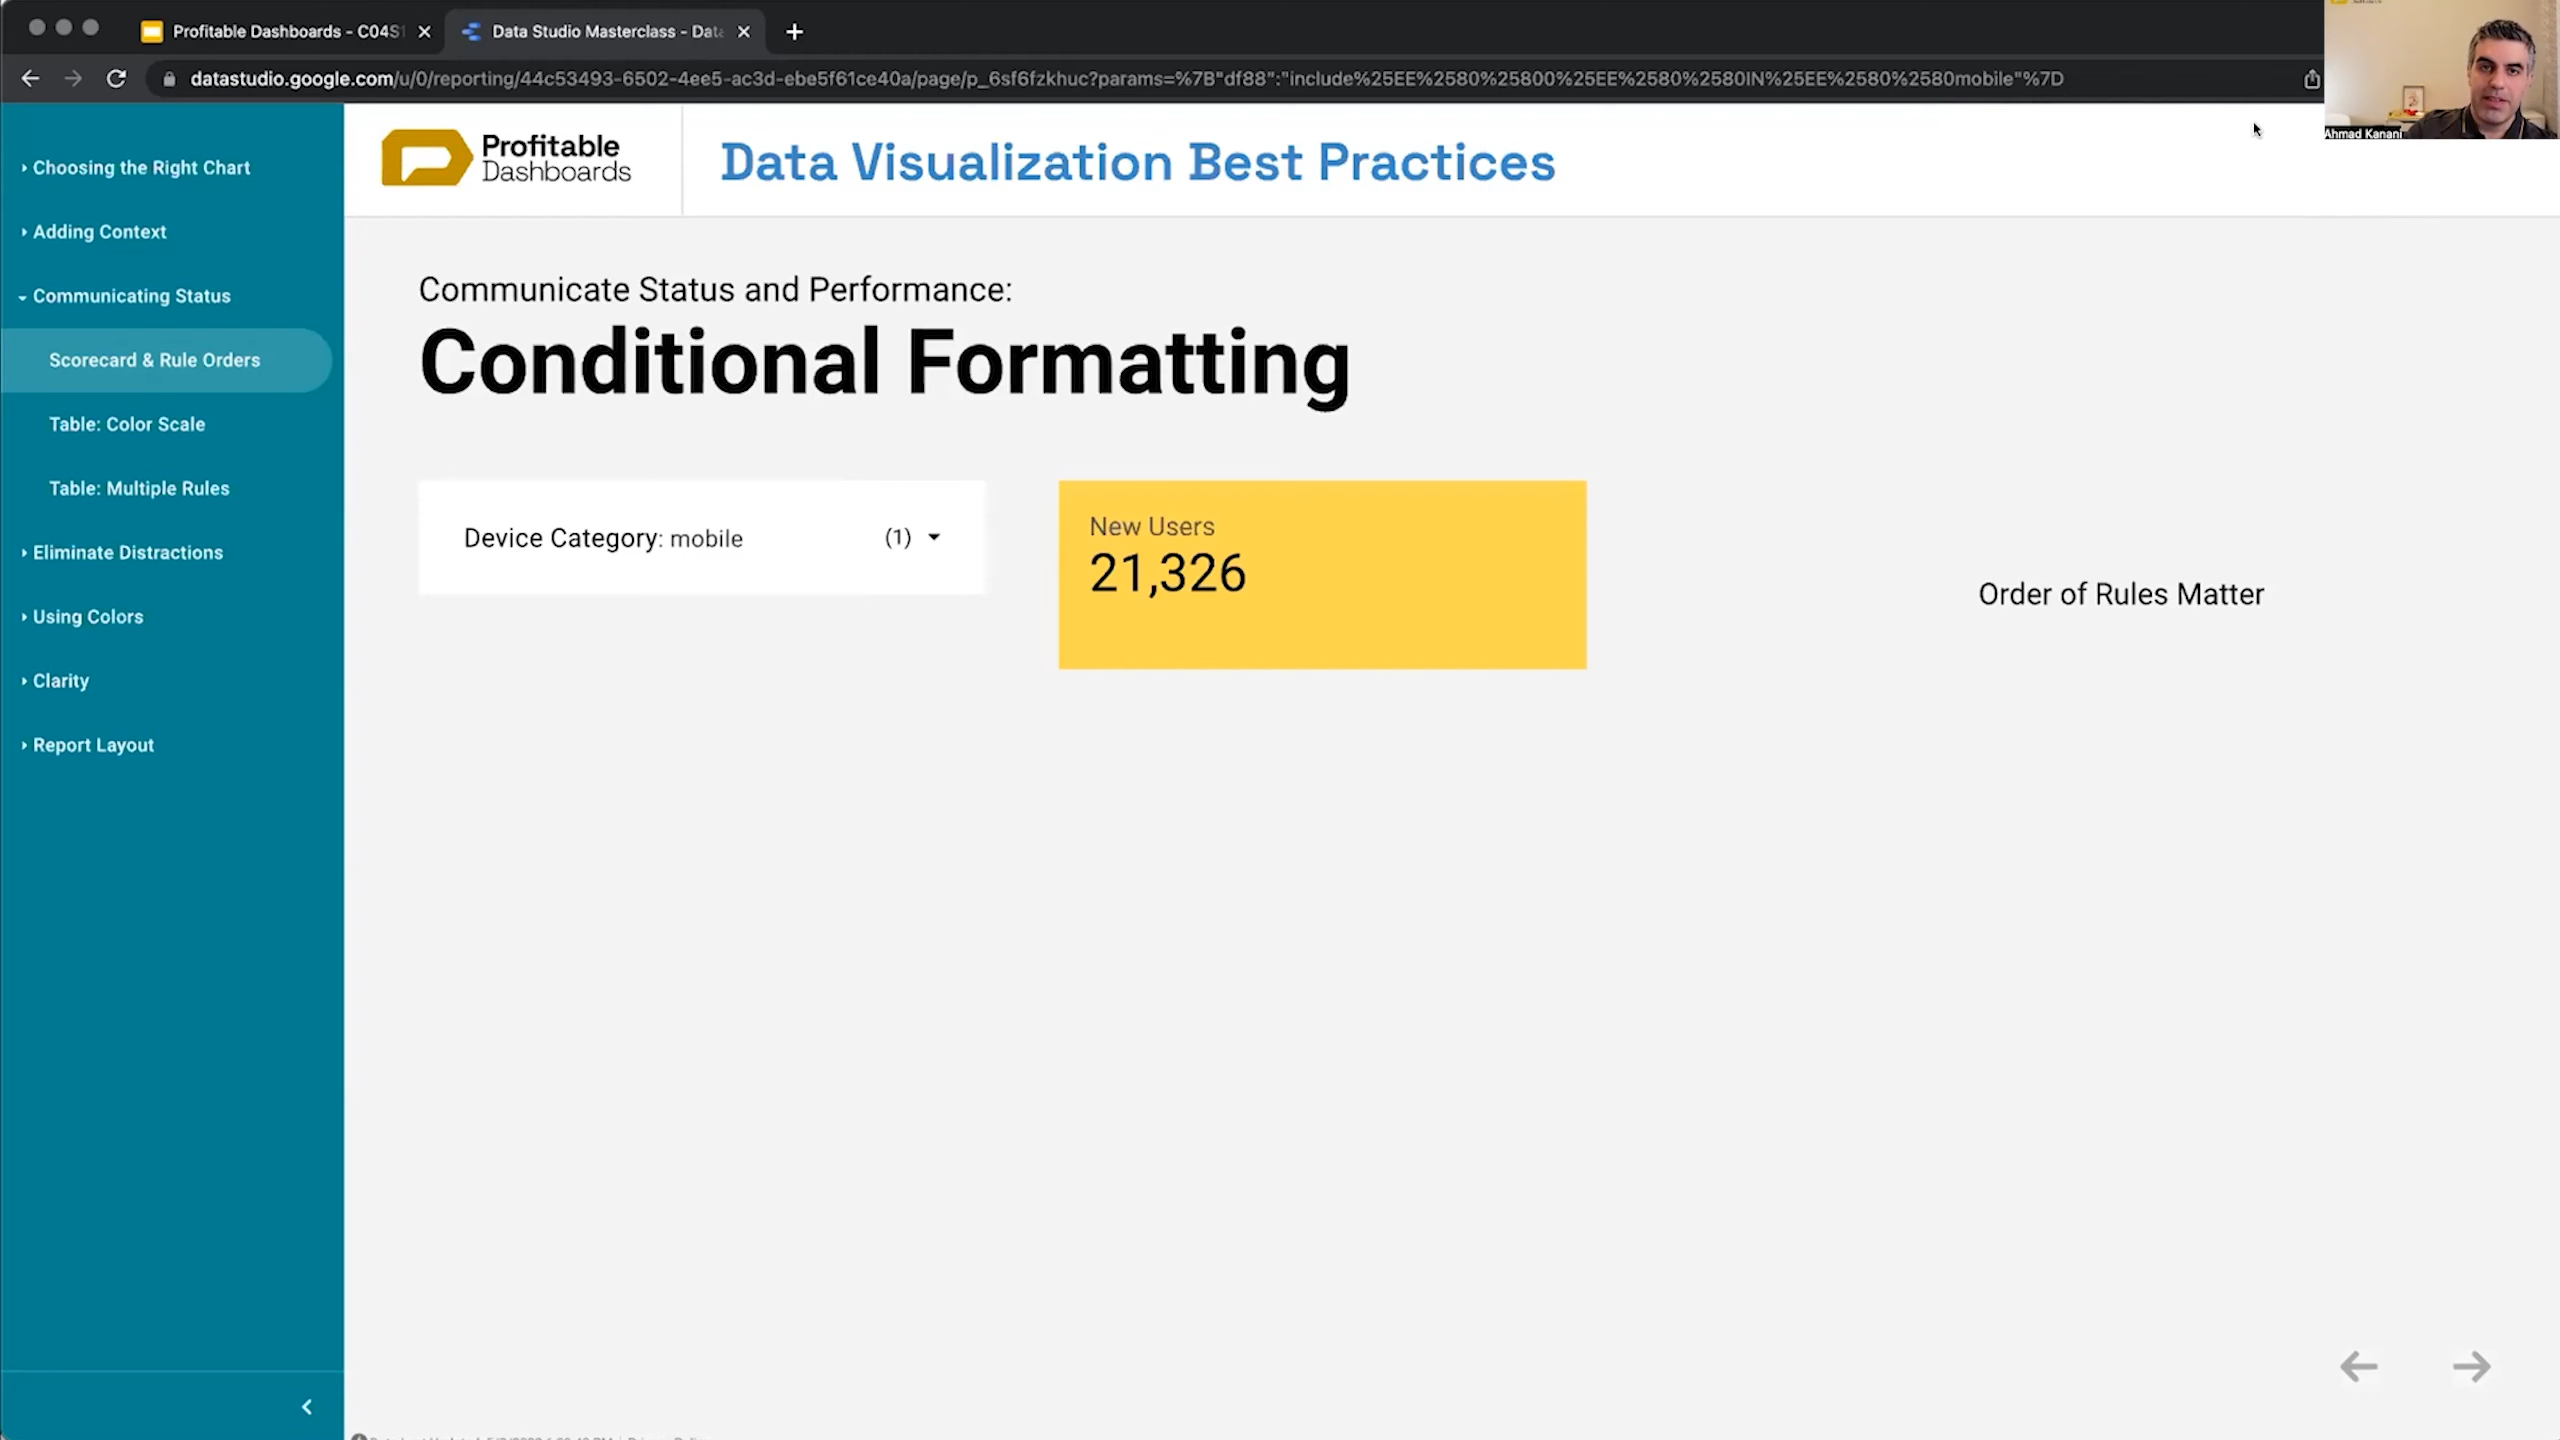 Profitable Dashboards - C04S
Data Studio Masterclass - Data
datastudio.google.com/u/0/reporting/44c53493-6502-4ee5-ac3d-ebe5f61ce40a/page/p_6sf6fzkhuc?params=%7B"df88":"include%25EE%2580%25800%25EE%2580%2580IN%25EE%2580%2580mobile"%7D
Ahmad Kanani
Choosing the Right Chart
Adding Context
Communicating Status
Scorecard & Rule Orders
Table: Color Scale
Table: Multiple Rules
Eliminate Distractions
Using Colors
Clarity
Report Layout
Profitable
Dashboards
Data Visualization Best Practices
Communicate Status and Performance:
Conditional Formatting
Device Category: mobile (1)
New Users
21,326
Order of Rules Matter